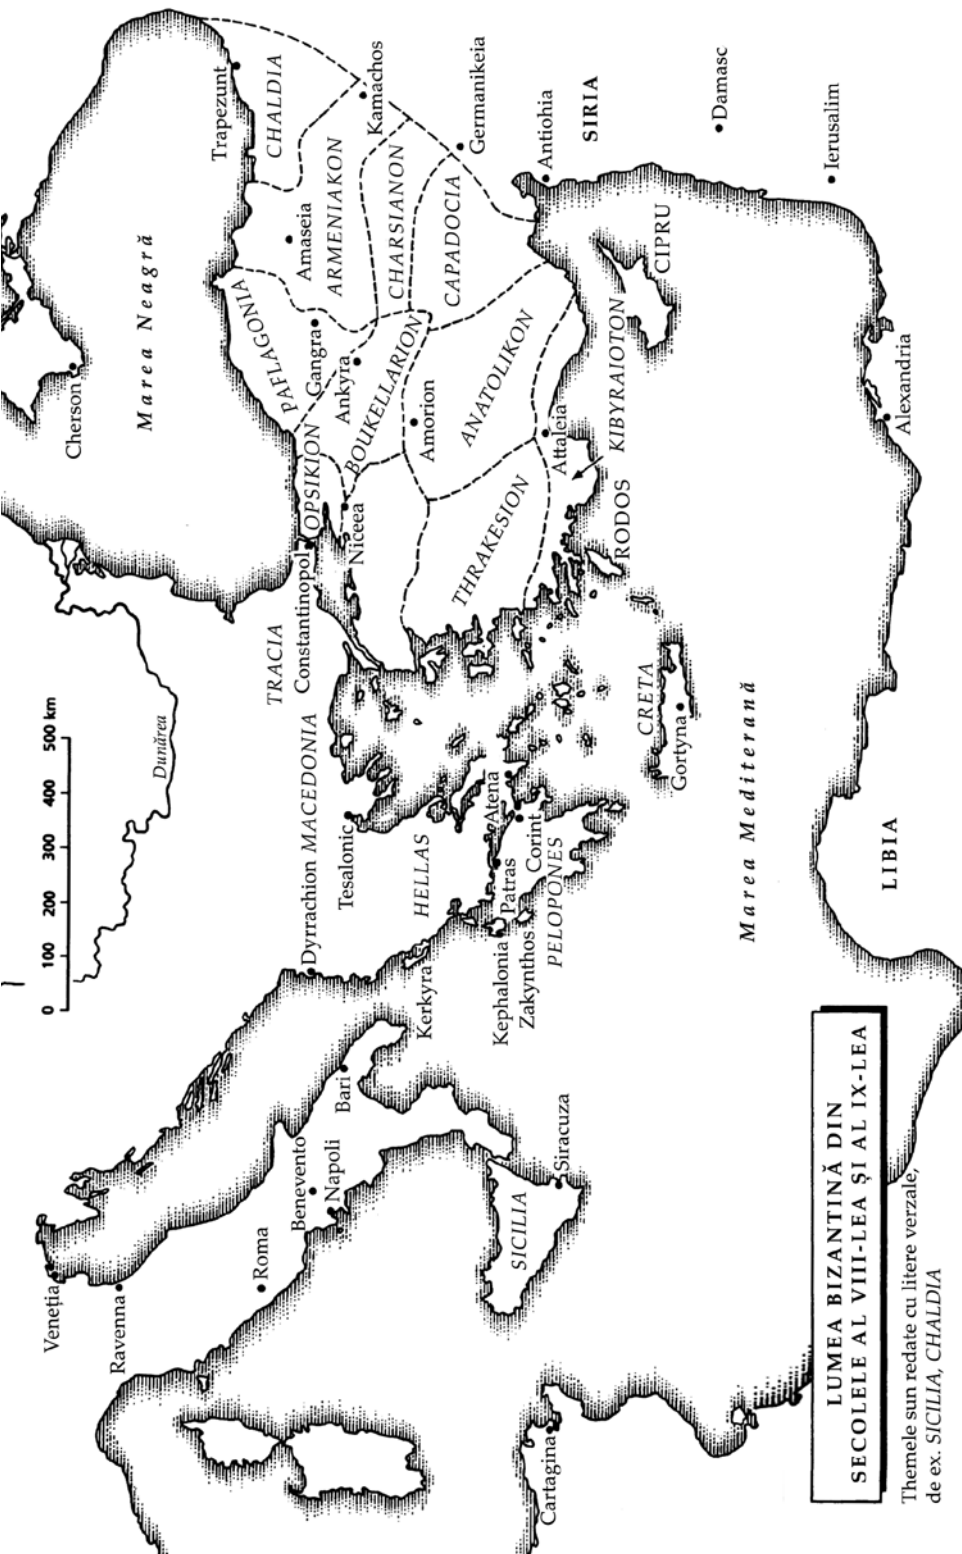 Veneția
Ravenna
Roma
Benevento
Napoli
Bari
SICILIA
Siracuza
Cartagina
0 100 200 300 400 500 km
Dunărea
Dyrrachion
MACEDONIA
TRACIA
Constantinopol
Tesalonic
HELLAS
Kerkyra
Kephalonia
Zakynthos
Patras
Atena
Corint
PELOPONES
CRETA
Gortyna
Cherson
Marea Neagră
Trapezunt
CHALDIA
Kamachos
PAFLAGONIA
Amaseia
ARMENIAKON
Gangra
Ankyra
CHARSIANON
Germanikeia
OPSIKION
Niceea
BOUKELLARION
CAPADOCIA
Amorion
ANATOLIKON
THRAKESION
Attaleia
KIBYRAIOTON
RODOS
CIPRU
Antiohia
SIRIA
Damasc
Ierusalim
Alexandria
Marea Mediterană
LIBIA
LUMEA BIZANTINĂ DIN
SECOLELE AL VIII-LEA ȘI AL IX-LEA
Themele sun redate cu litere verzale,
de ex. SICILIA, CHALDIA